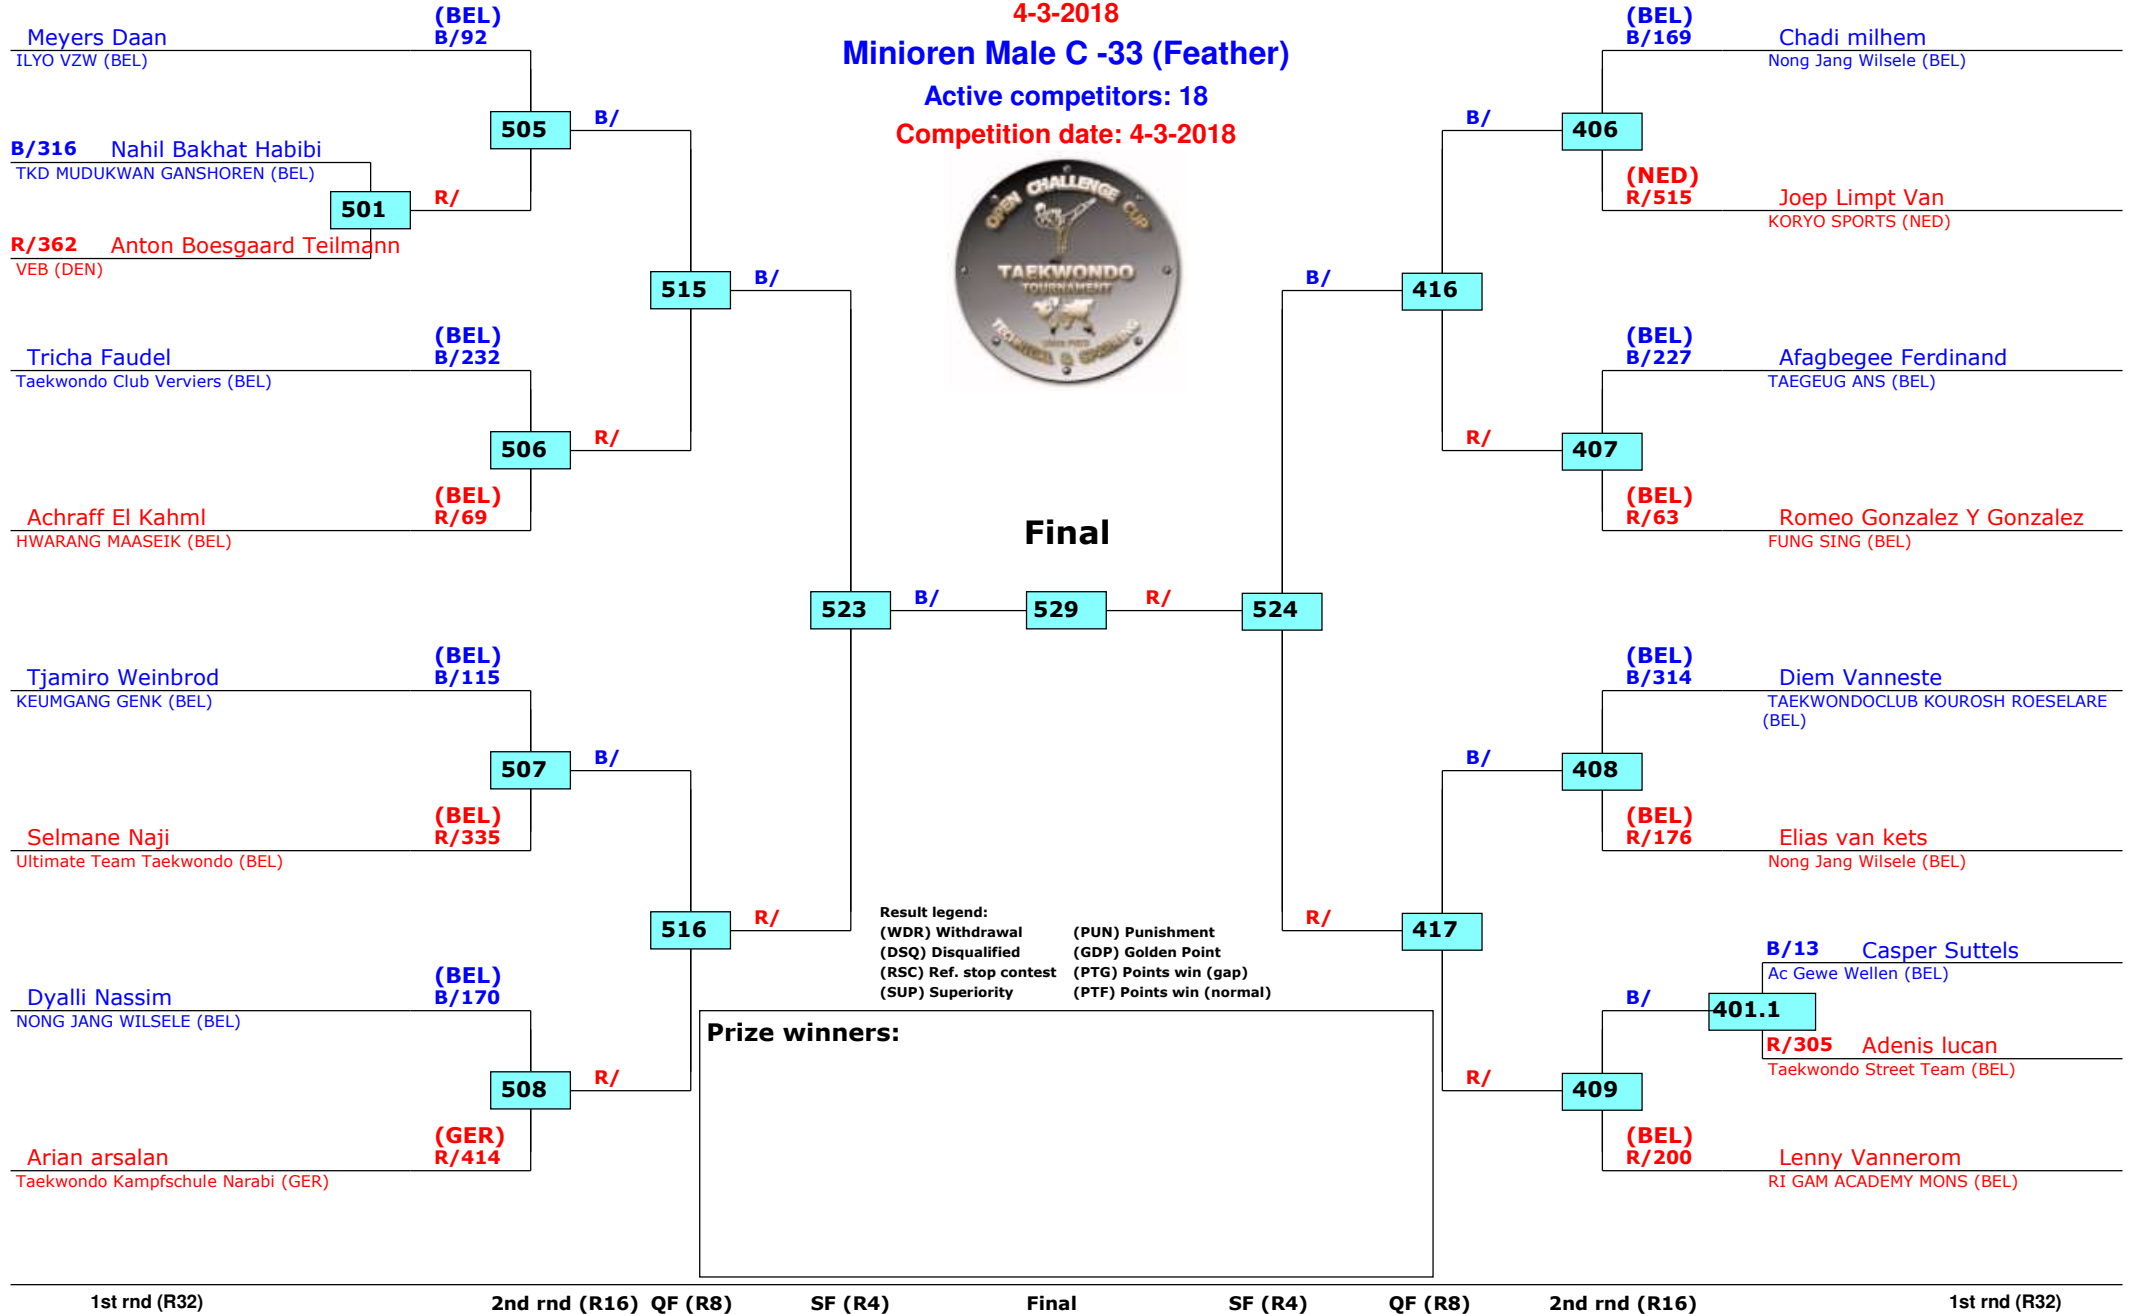 4-3-2018
Minioren Male C -33 (Feather)
Active competitors: 18
Competition date: 4-3-2018
OPEN CHALLENGE CUP
TAEKWONDO
TOURNAMENT
TECHNICAL & SPARRING
(BEL)
Meyers Daan B/92
ILYO VZW (BEL)
505
B/
B/316 Nahil Bakhat Habibi
TKD MUDUKWAN GANSHOREN (BEL)
501
R/
R/362 Anton Boesgaard Teilmann
VEB (DEN)
515
B/
(BEL)
Tricha Faudel B/232
Taekwondo Club Verviers (BEL)
506
R/
(BEL)
Achraff El Kahml R/69
HWARANG MAASEIK (BEL)
523
B/
(BEL)
Tjamiro Weinbrod B/115
KEUMGANG GENK (BEL)
507
B/
(BEL)
Selmane Naji R/335
Ultimate Team Taekwondo (BEL)
516
R/
(BEL)
Dyalli Nassim B/170
NONG JANG WILSELE (BEL)
508
R/
(GER)
Arian arsalan R/414
Taekwondo Kampfschule Narabi (GER)
Final
529
R/
524
(BEL)
B/169 Chadi milhem
Nong Jang Wilsele (BEL)
B/
406
(NED)
R/515 Joep Limpt Van
KORYO SPORTS (NED)
B/
416
(BEL)
B/227 Afagbegee Ferdinand
TAEGEUG ANS (BEL)
R/
407
(BEL)
R/63 Romeo Gonzalez Y Gonzalez
FUNG SING (BEL)
(BEL)
B/314 Diem Vanneste
TAEKWONDOCLUB KOUROSH ROESELARE
(BEL)
B/
408
(BEL)
R/176 Elias van kets
Nong Jang Wilsele (BEL)
R/
417
B/13 Casper Suttels
Ac Gewe Wellen (BEL)
B/
401.1
R/305 Adenis lucan
Taekwondo Street Team (BEL)
R/
409
(BEL)
R/200 Lenny Vannerom
RI GAM ACADEMY MONS (BEL)
Result legend:
(WDR) Withdrawal (PUN) Punishment
(DSQ) Disqualified (GDP) Golden Point
(RSC) Ref. stop contest (PTG) Points win (gap)
(SUP) Superiority (PTF) Points win (normal)
Prize winners:
1st rnd (R32) 2nd rnd (R16) QF (R8) SF (R4) Final SF (R4) QF (R8) 2nd rnd (R16) 1st rnd (R32)